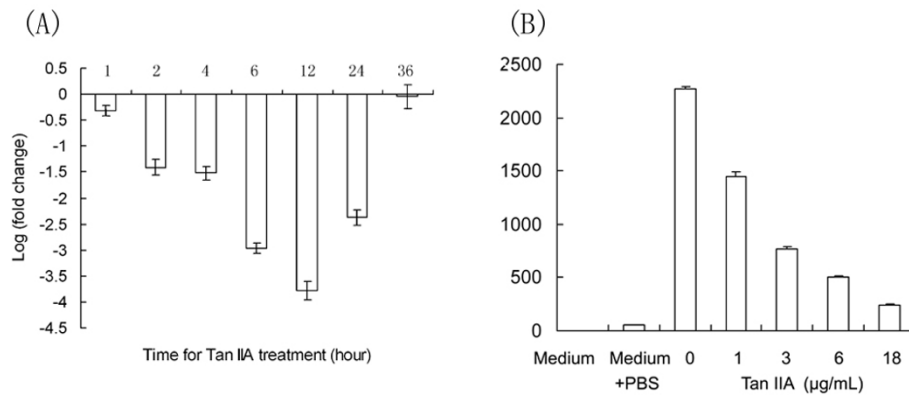 (A)
0.5
0
-0.5
-1
-1.5
-2
-2.5
-3
-3.5
-4
-4.5
Log (fold change)
1 2 4 6 12 24 36
Time for Tan IIA treatment (hour)
(B)
2500
2000
1500
1000
500
0
Medium Medium 0 1 3 6 18
+PBS Tan IIA (µg/mL)